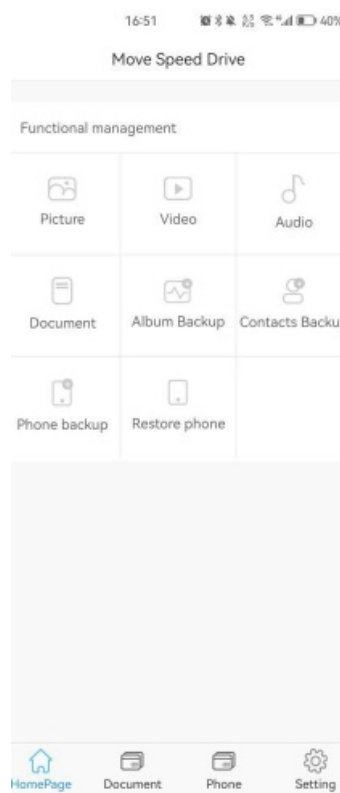 16:51 40%
Move Speed Drive
Functional management
Picture Video Audio
Document Album Backup Contacts Backu
Phone backup Restore phone
HomePage Document Phone Setting